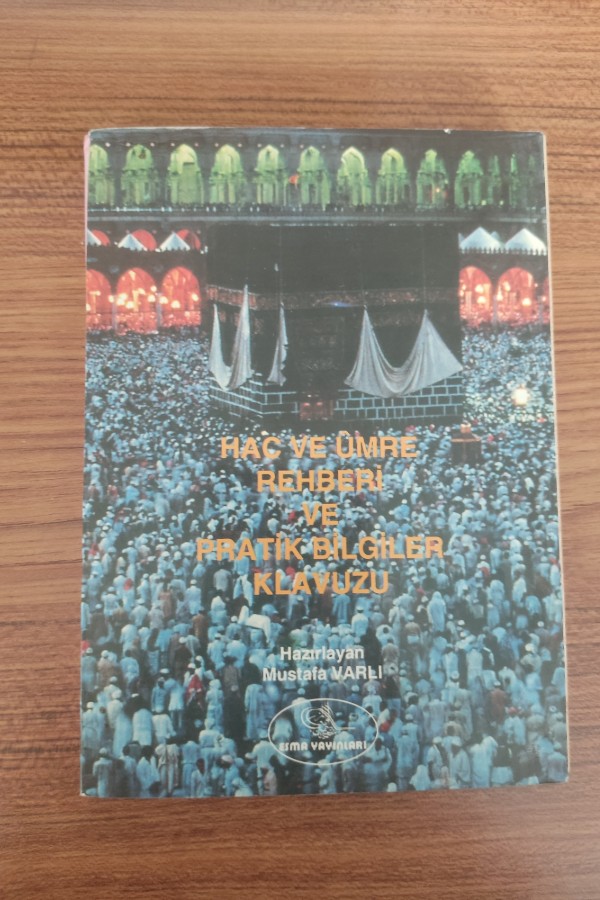 HAC VE ÜMRE
REHBERİ
VE
PRATİK BİLGİLER
KLAVUZU
Hazırlayan
Mustafa VARLI
ESMA YAYINLARI